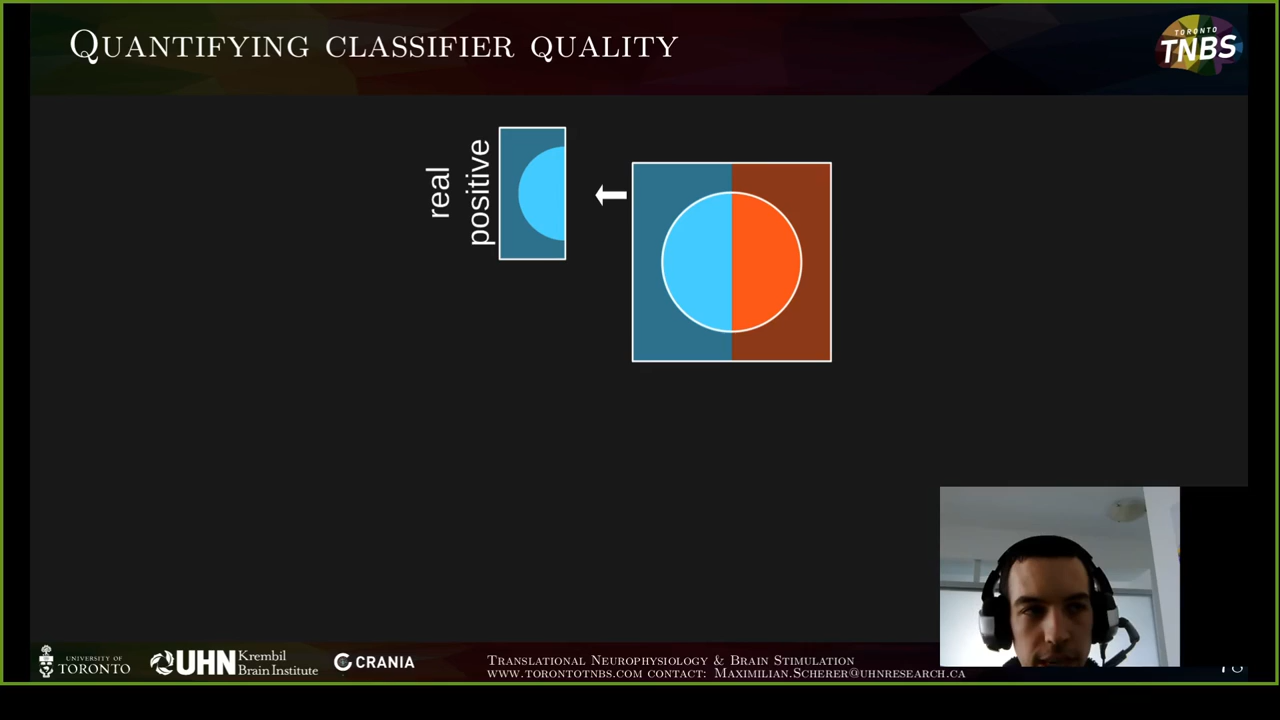 Quantifying classifier quality
TORONTO
TNBS
real
positive
UNIVERSITY OF
TORONTO
UHN
Krembil
Brain Institute
CRANIA
Translational Neurophysiology & Brain Stimulation
www.torontotnbs.com contact: Maximilian.Scherer@uhnresearch.ca